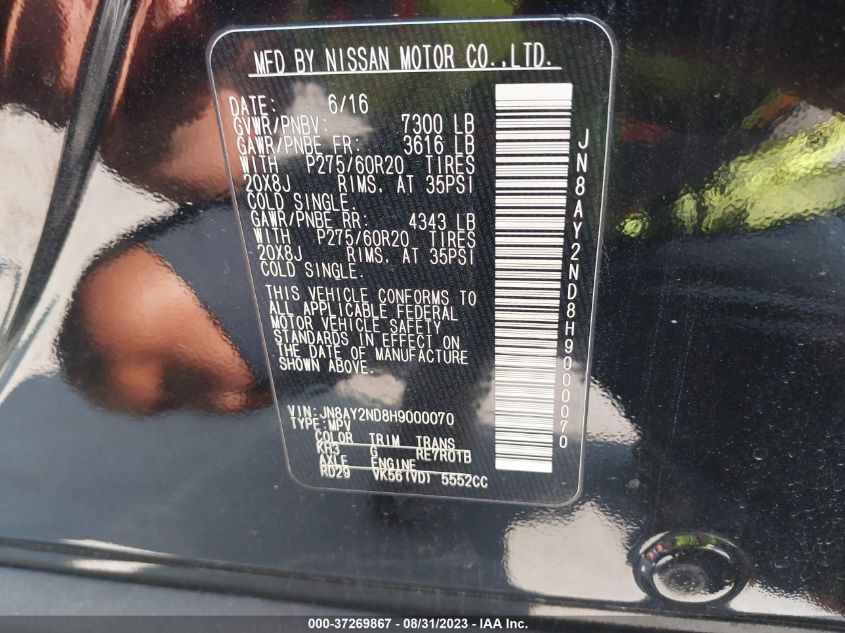 MFD BY NISSAN MOTOR CO.,LTD.
DATE: 6/16
GVWR/PNBV: 7300 LB
GAWR/PNBE FR: 3616 LB
WITH P275/60R20 TIRES
20X8J RIMS, AT 35PSI
COLD SINGLE.
GAWR/PNBE RR: 4343 LB
WITH P275/60R20 TIRES
20X8J RIMS, AT 35PSI
COLD SINGLE.
THIS VEHICLE CONFORMS TO
ALL APPLICABLE FEDERAL
MOTOR VEHICLE SAFETY
STANDARDS IN EFFECT ON
THE DATE OF MANUFACTURE
SHOWN ABOVE.
VIN:JN8AY2ND8H9000070
TYPE:MPV
COLOR TRIM TRANS
KH3 G RE7R01B
AXLE ENGINE
RD29 VK56(VD) 5552CC
JN8AY2ND8H9000070
000-37269867 - 08/31/2023 - Copyright IAA, Inc.